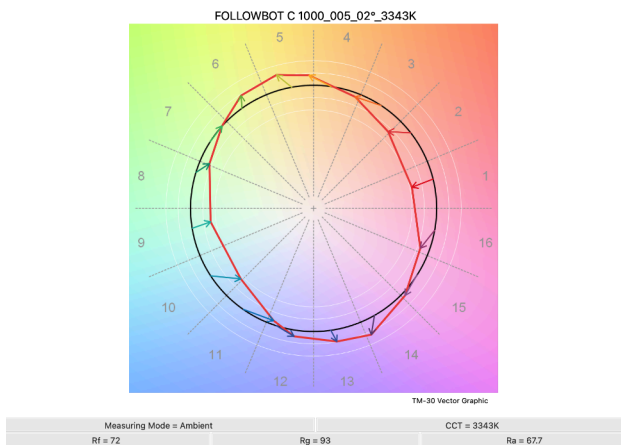 FOLLOWBOT C 1000_005_02°_3343K
5 4
6 3
7 2
8 1
9 16
10 15
11 14
12 13
TM-30 Vector Graphic
Measuring Mode = Ambient CCT = 3343K
Rf = 72 Rg = 93 Ra = 67.7